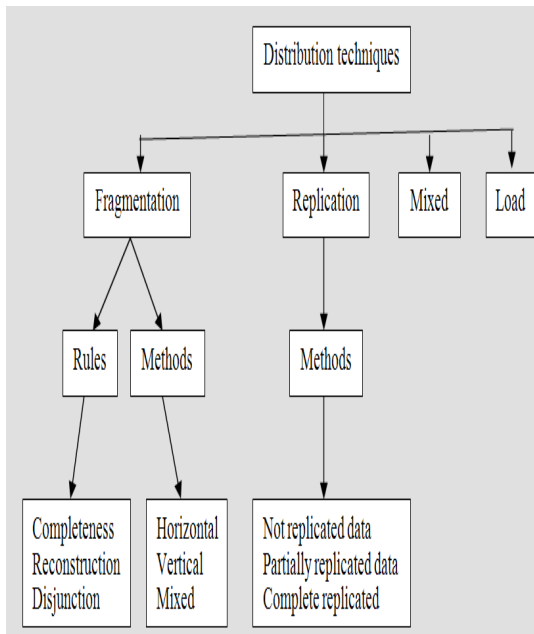 Distribution techniques
Fragmentation
Replication
Mixed
Load
Rules
Methods
Methods
Completeness
Reconstruction
Disjunction
Horizontal
Vertical
Mixed
Not replicated data
Partially replicated data
Complete replicated